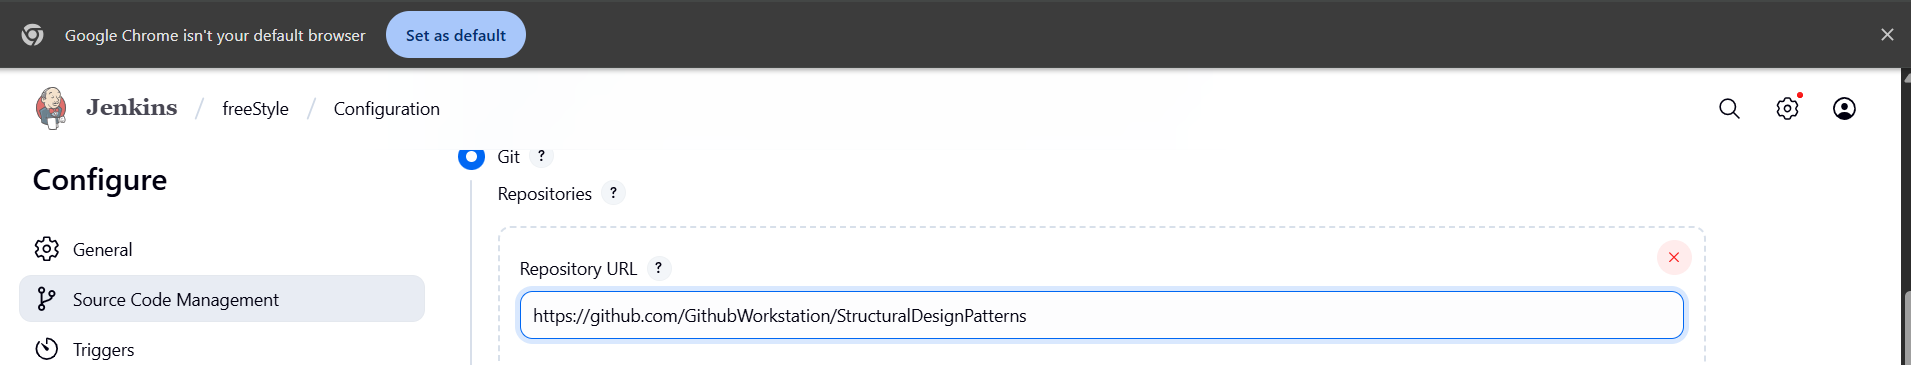 Google Chrome isn't your default browser Set as default
Jenkins / freeStyle / Configuration
Configure
General
Source Code Management
Triggers
Git ?
Repositories ?
Repository URL ?
https://github.com/GithubWorkstation/StructuralDesignPatterns